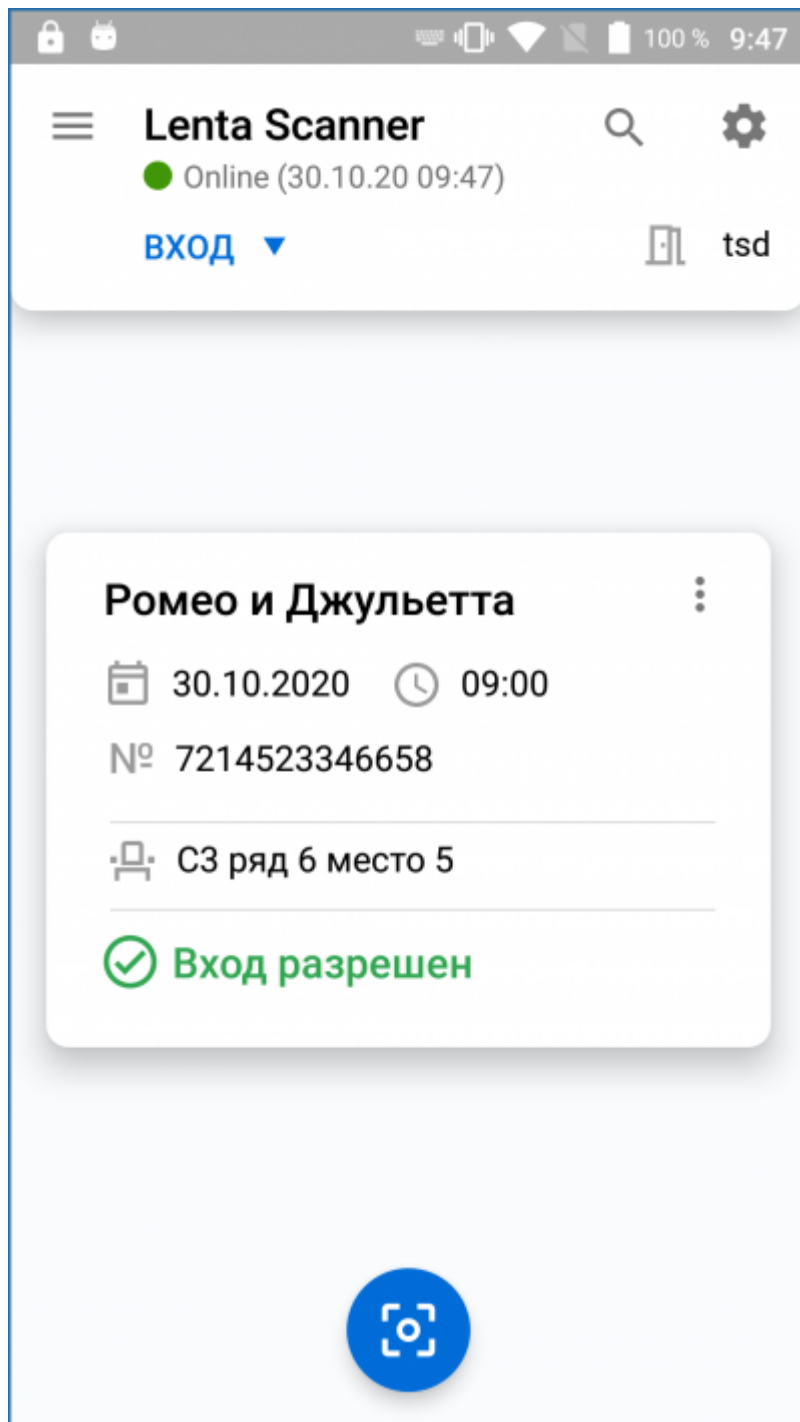 100 % 9:47
Lenta Scanner
Online (30.10.20 09:47)
ВХОД tsd
Ромео и Джульетта
30.10.2020 09:00
Nº 7214523346658
С3 ряд 6 место 5
Вход разрешен